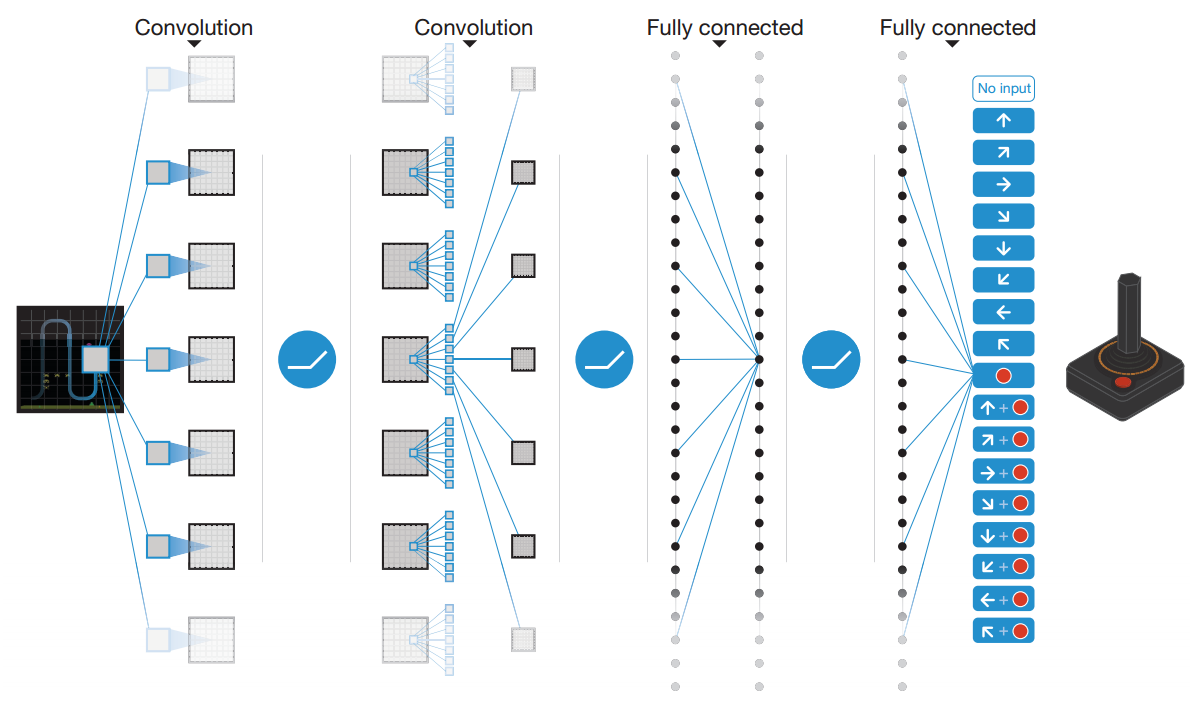 Convolution
Convolution
Fully connected
Fully connected
No input
+
+
+
+
+
+
+
+